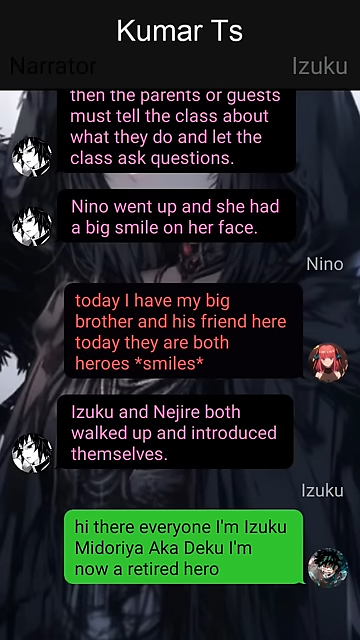 Kumar Ts
Narrator
Izuku
then the parents or guests
must tell the class about
what they do and let the
class ask questions.
Nino went up and she had
a big smile on her face.
Nino
today I have my big
brother and his friend here
today they are both
heroes *smiles*
Izuku and Nejire both
walked up and introduced
themselves.
Izuku
hi there everyone I'm Izuku
Midoriya Aka Deku I'm
now a retired hero